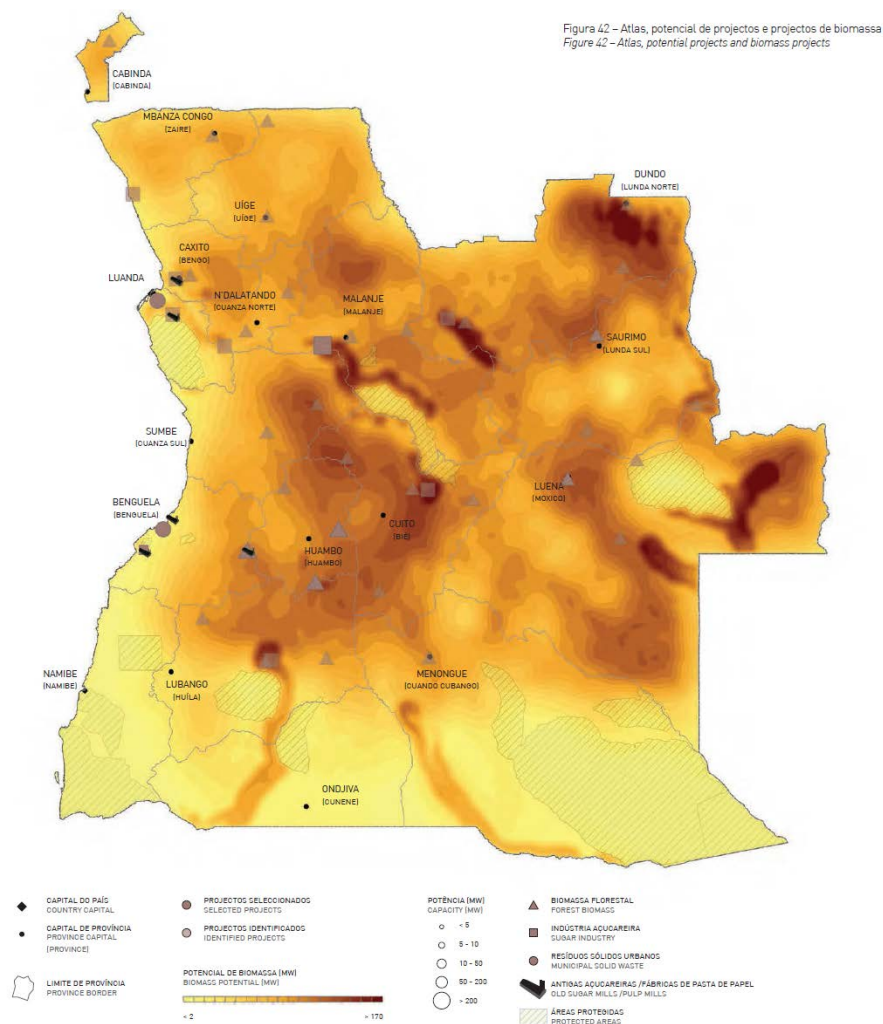 Figura 42 – Atlas, potencial de projectos e projectos de biomassa
Figure 42 – Atlas, potential projects and biomass projects
CABINDA
(CABINDA)
MBANZA CONGO
(ZAIRE)
DUNDO
(LUNDA NORTE)
UÍGE
(UÍGE)
CAXITO
(BENGO)
LUANDA
N'DALATANDO
(CUANZA NORTE)
MALANJE
(MALANJE)
SAURIMO
(LUNDA SUL)
SUMBE
(CUANZA SUL)
LUENA
(MOXICO)
BENGUELA
(BENGUELA)
CUITO
(BIÉ)
HUAMBO
(HUAMBO)
NAMIBE
(NAMIBE)
LUBANGO
(HUÍLA)
MENONGUE
(CUANDO CUBANGO)
ONDJIVA
(CUNENE)
CAPITAL DO PAÍS
COUNTRY CAPITAL
CAPITAL DE PROVÍNCIA
PROVINCE CAPITAL
(PROVINCE)
LIMITE DE PROVÍNCIA
PROVINCE BORDER
PROJECTOS SELECCIONADOS
SELECTED PROJECTS
PROJECTOS IDENTIFICADOS
IDENTIFIED PROJECTS
POTENCIAL DE BIOMASSA (MW)
BIOMASS POTENTIAL (MW)
< 2
> 170
POTÊNCIA (MW)
CAPACITY (MW)
< 5
5 - 10
10 - 50
50 - 200
> 200
BIOMASSA FLORESTAL
FOREST BIOMASS
INDÚSTRIA AÇUCAREIRA
SUGAR INDUSTRY
RESÍDUOS SÓLIDOS URBANOS
MUNICIPAL SOLID WASTE
ANTIGAS AÇUCAREIRAS /FÁBRICAS DE PASTA DE PAPEL
OLD SUGAR MILLS /PULP MILLS
ÁREAS PROTEGIDAS
PROTECTED AREAS